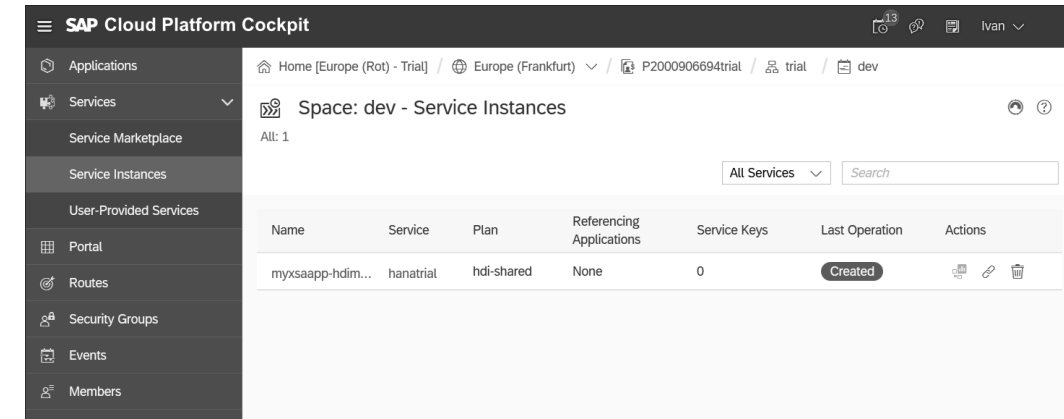 SAP Cloud Platform Cockpit
13
Ivan
Applications
Services
Service Marketplace
Service Instances
User-Provided Services
Portal
Routes
Security Groups
Events
Members
Home [Europe (Rot) - Trial] / Europe (Frankfurt) / P2000906694trial / trial / dev
Space: dev - Service Instances
All: 1
All Services
Search
Name Service Plan Referencing Applications Service Keys Last Operation Actions
myxsaapp-hdim... hanatrial hdi-shared None 0 Created